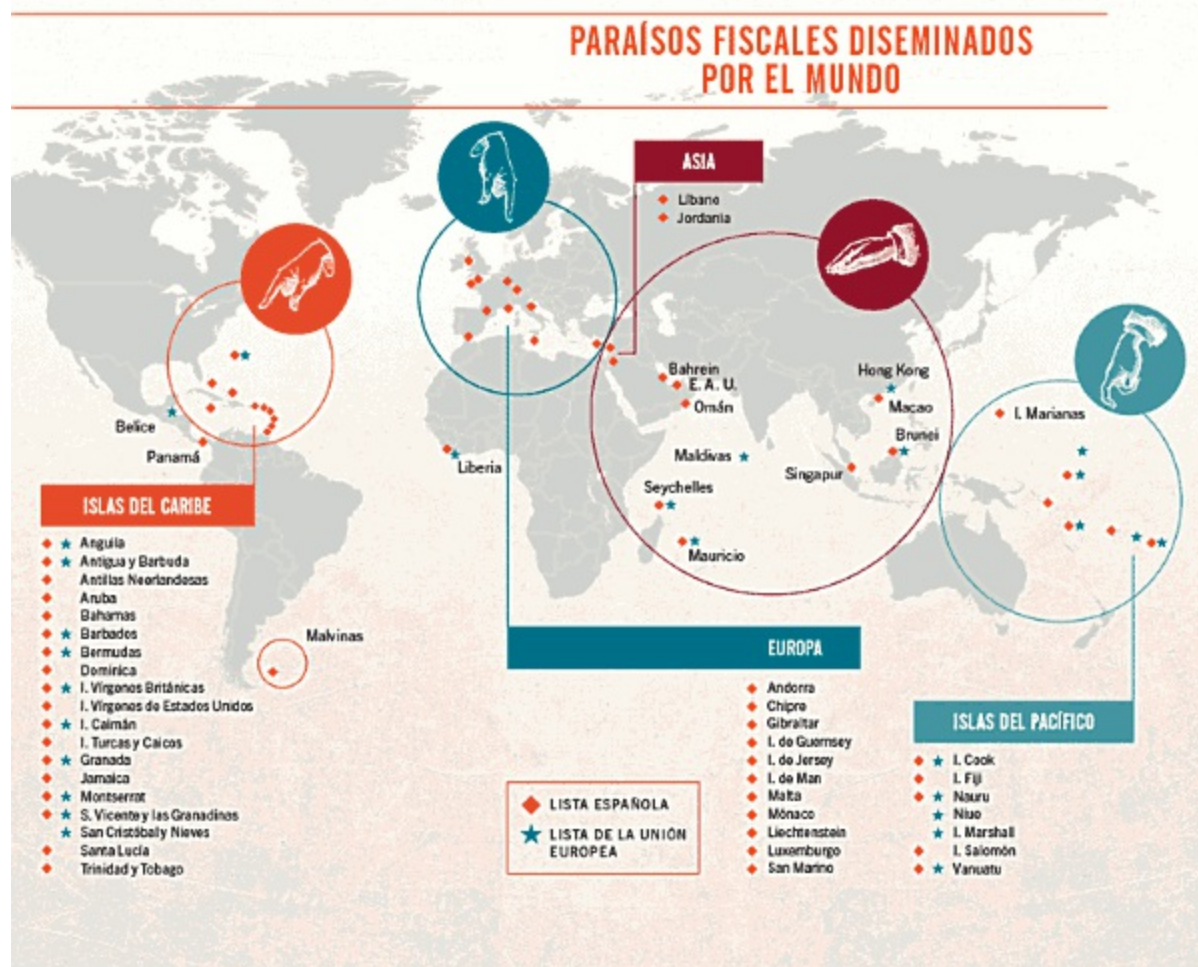 PARAÍSOS FISCALES DISEMINADOS
POR EL MUNDO
ASIA
Líbano
Jordania
Bahrein
E. A. U.
Omán
Hong Kong
Macao
Brunei
Maldivas
Singapur
Seychelles
Mauricio
I. Marianas
Belice
Panamá
Liberia
Malvinas
ISLAS DEL CARIBE
Anguila
Antigua y Barbuda
Antillas Neerlandesas
Aruba
Bahamas
Barbados
Bermudas
Dominica
I. Vírgenes Británicas
I. Vírgenes de Estados Unidos
I. Caimán
I. Turcas y Caicos
Granada
Jamaica
Montserrat
S. Vicente y las Granadinas
San Cristóbal y Nieves
Santa Lucía
Trinidad y Tobago
LISTA ESPAÑOLA
LISTA DE LA UNIÓN
EUROPEA
EUROPA
Andorra
Chipre
Gibraltar
I. de Guernsey
I. de Jersey
I. de Man
Malta
Mónaco
Liechtenstein
Luxemburgo
San Marino
ISLAS DEL PACÍFICO
I. Cook
I. Fiji
Nauru
Niue
I. Marshall
I. Salomón
Vanuatu